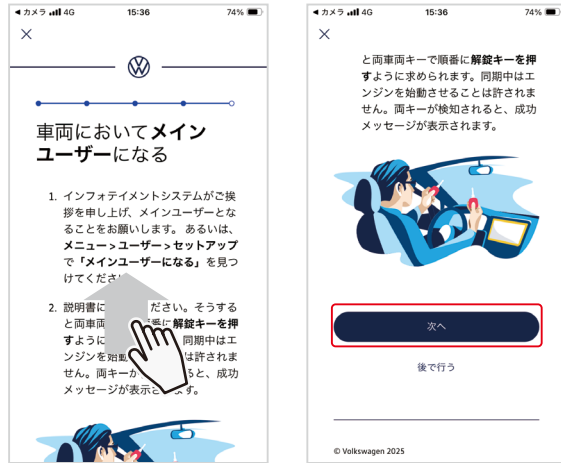 ◀カメラ 4G 15:36 74%
車両においてメイン
ユーザーになる
1. インフォテイメントシステムがご挨
拶を申し上げ、メインユーザーとな
ることをお願いします。 あるいは、
メニュー>ユーザー>セットアップ
で「メインユーザーになる」を見つ
けてくださ
2. 説明書に ださい。そうする
と両車両 番に解錠キーを押
すように 同期中はエ
ンジンを始動 は許されま
せん。両キーが ると、成功
メッセージが表示さ ます。
◀カメラ 4G 15:36 74%
と両車両キーで順番に解錠キーを押
すように求められます。同期中はエ
ンジンを始動させることは許されま
せん。両キーが検知されると、成功
メッセージが表示されます。
次へ
後で行う
© Volkswagen 2025